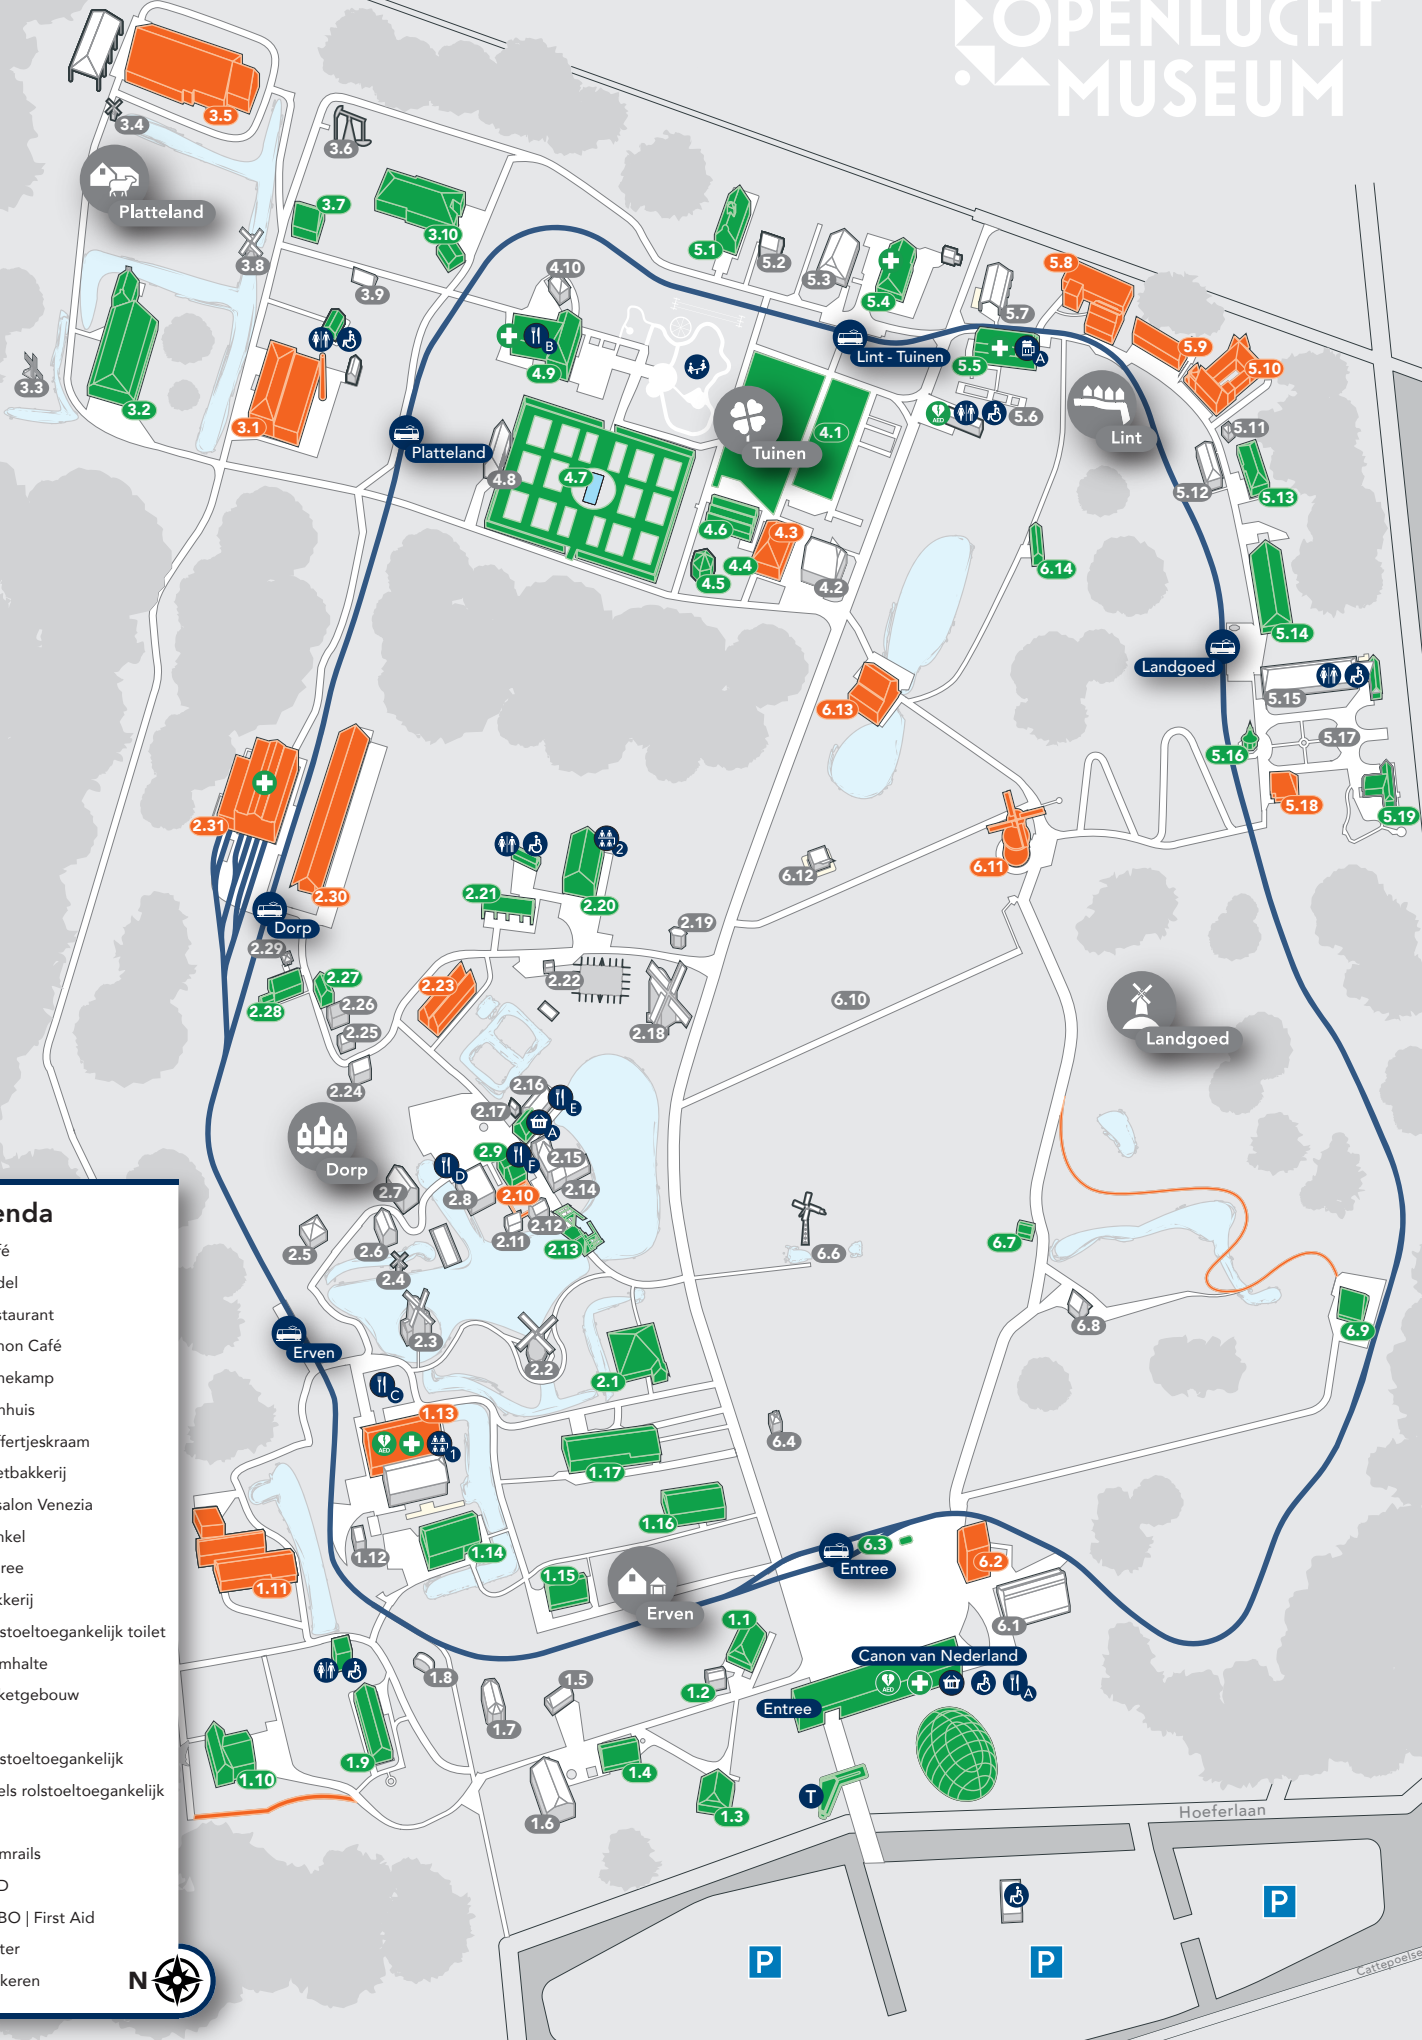 OPENLUCHT
MUSEUM
3.5
3.4
3.6
Platteland
3.7
3.10
3.8
3.9
3.3
3.2
3.1
5.1
5.2
5.3
5.4
4.10
B
4.9
Lint - Tuinen
5.7
5.8
5.5
A
5.9
5.10
AED
5.6
Lint
5.11
5.12
5.13
Platteland
4.8
4.7
Tuinen
4.1
4.6
4.3
4.4
4.5
4.2
6.14
5.14
Landgoed
5.15
5.17
5.16
5.18
5.19
6.13
6.11
6.12
2.31
2.30
Dorp
2.29
2.27
2.28
2.26
2.25
2.24
2
2.21
2.20
2.19
2.23
2.22
2.18
6.10
Landgoed
2.16
E
2.17
A
2.9
F
2.15
D
2.14
2.10
2.8
2.7
2.12
2.11
2.13
Dorp
2.5
2.6
2.4
2.3
2.2
6.6
6.7
6.8
6.9
Erven
2.1
C
1.13
AED
1
6.4
1.17
1.16
1.14
1.12
1.15
1.11
Erven
Entree
6.3
6.2
6.1
1.1
1.2
1.8
1.5
1.7
Canon van Nederland
AED
A
Entree
1.9
1.10
1.4
1.6
1.3
T
Hoeferlaan
P
P
P
Cattepoelse
enda
fé
del
staurant
non Café
nekamp
nhuis
ffertjeskraam
etbakkerij
salon Venezia
nkel
ree
kkerij
stoeltoegankelijk toilet
mhalte
ketgebouw
stoeltoegankelijk
els rolstoeltoegankelijk
mrails
D
BO | First Aid
ter
keren
N